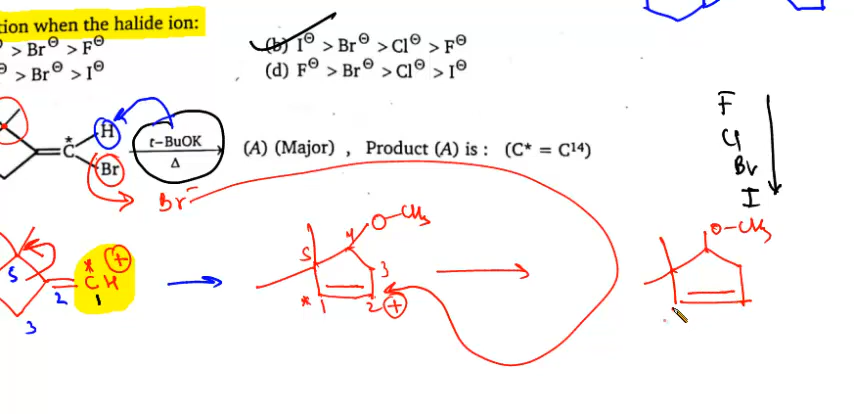 tion when the halide ion:
> Br⊖ > F⊖
(b) I⊖ > Br⊖ > Cl⊖ > F⊖
⊖ > Br⊖ > I⊖
(d) F⊖ > Br⊖ > Cl⊖ > I⊖
F
Cl
Br
I
H
*
C
Br
t-BuOK
Δ
(A) (Major) , Product (A) is : (C* = C¹⁴)
Br⁻
5
2
3
* ⊕
CH
1
4
O-CH₃
5
3
* 1
2 ⊕
O-CH₃